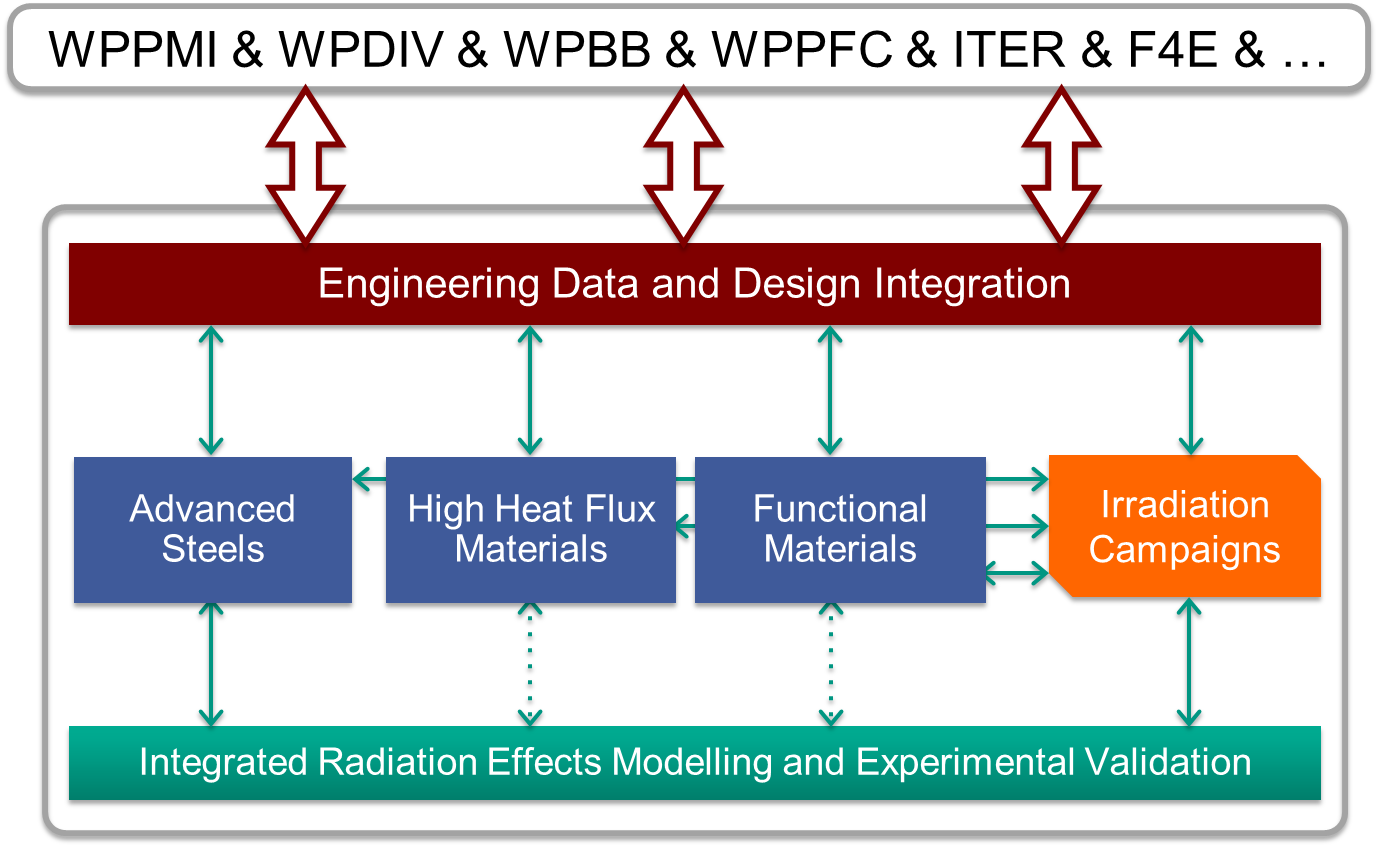 WPPMI & WPDIV & WPBB & WPPFC & ITER & F4E & …
Engineering Data and Design Integration
Advanced
Steels
High Heat Flux
Materials
Functional
Materials
Irradiation
Campaigns
Integrated Radiation Effects Modelling and Experimental Validation